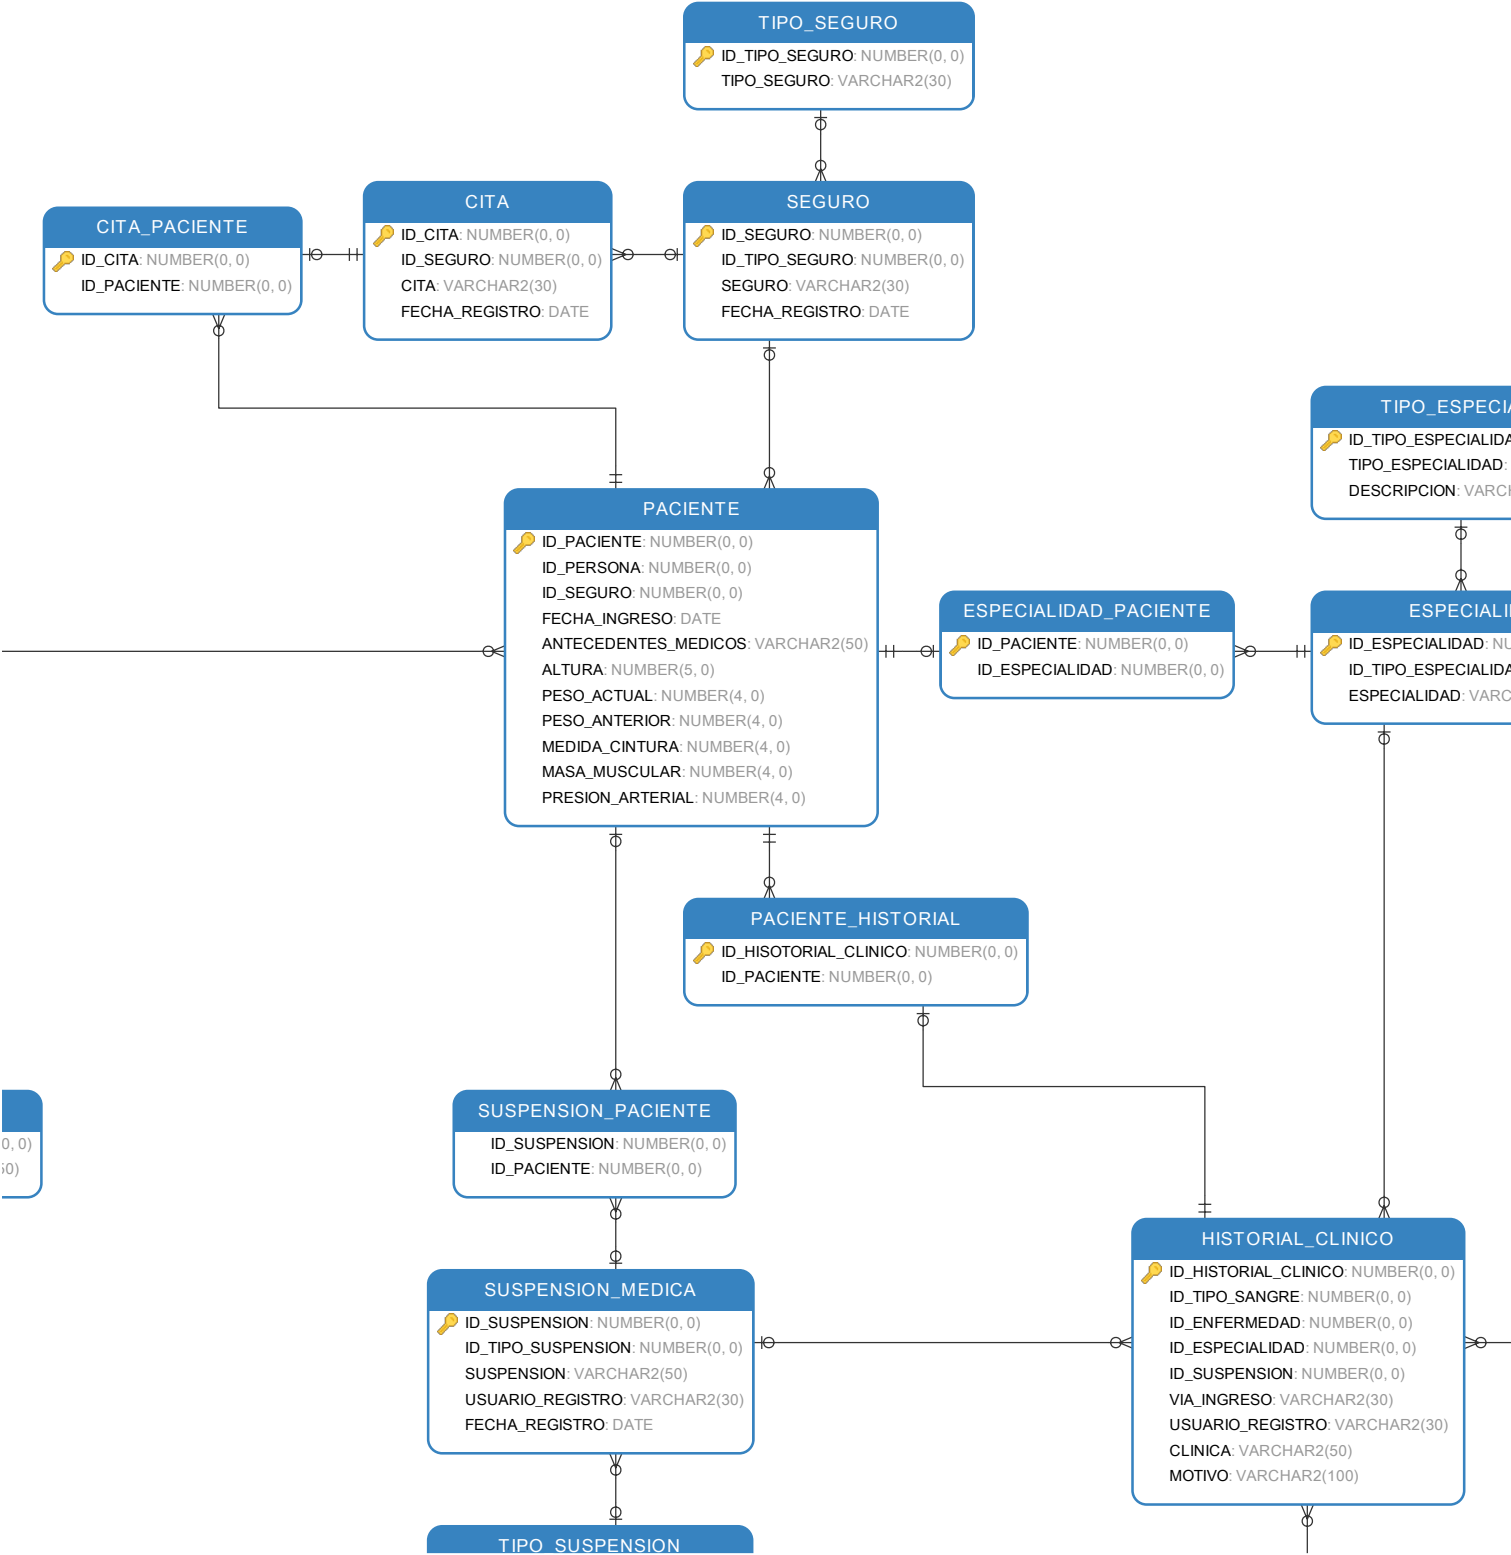 TIPO_SEGURO
ID_TIPO_SEGURO: NUMBER(0, 0)
TIPO_SEGURO: VARCHAR2(30)
CITA_PACIENTE
ID_CITA: NUMBER(0, 0)
ID_PACIENTE: NUMBER(0, 0)
CITA
ID_CITA: NUMBER(0, 0)
ID_SEGURO: NUMBER(0, 0)
CITA: VARCHAR2(30)
FECHA_REGISTRO: DATE
SEGURO
ID_SEGURO: NUMBER(0, 0)
ID_TIPO_SEGURO: NUMBER(0, 0)
SEGURO: VARCHAR2(30)
FECHA_REGISTRO: DATE
TIPO_ESPECIA
ID_TIPO_ESPECIALIDA
TIPO_ESPECIALIDAD:
DESCRIPCION: VARCH
PACIENTE
ID_PACIENTE: NUMBER(0, 0)
ID_PERSONA: NUMBER(0, 0)
ID_SEGURO: NUMBER(0, 0)
FECHA_INGRESO: DATE
ANTECEDENTES_MEDICOS: VARCHAR2(50)
ALTURA: NUMBER(5, 0)
PESO_ACTUAL: NUMBER(4, 0)
PESO_ANTERIOR: NUMBER(4, 0)
MEDIDA_CINTURA: NUMBER(4, 0)
MASA_MUSCULAR: NUMBER(4, 0)
PRESION_ARTERIAL: NUMBER(4, 0)
ESPECIALIDAD_PACIENTE
ID_PACIENTE: NUMBER(0, 0)
ID_ESPECIALIDAD: NUMBER(0, 0)
ESPECIALI
ID_ESPECIALIDAD: NU
ID_TIPO_ESPECIALIDA
ESPECIALIDAD: VARC
PACIENTE_HISTORIAL
ID_HISOTORIAL_CLINICO: NUMBER(0, 0)
ID_PACIENTE: NUMBER(0, 0)
0, 0)
0)
SUSPENSION_PACIENTE
ID_SUSPENSION: NUMBER(0, 0)
ID_PACIENTE: NUMBER(0, 0)
SUSPENSION_MEDICA
ID_SUSPENSION: NUMBER(0, 0)
ID_TIPO_SUSPENSION: NUMBER(0, 0)
SUSPENSION: VARCHAR2(50)
USUARIO_REGISTRO: VARCHAR2(30)
FECHA_REGISTRO: DATE
HISTORIAL_CLINICO
ID_HISTORIAL_CLINICO: NUMBER(0, 0)
ID_TIPO_SANGRE: NUMBER(0, 0)
ID_ENFERMEDAD: NUMBER(0, 0)
ID_ESPECIALIDAD: NUMBER(0, 0)
ID_SUSPENSION: NUMBER(0, 0)
VIA_INGRESO: VARCHAR2(30)
USUARIO_REGISTRO: VARCHAR2(30)
CLINICA: VARCHAR2(50)
MOTIVO: VARCHAR2(100)
TIPO_SUSPENSION